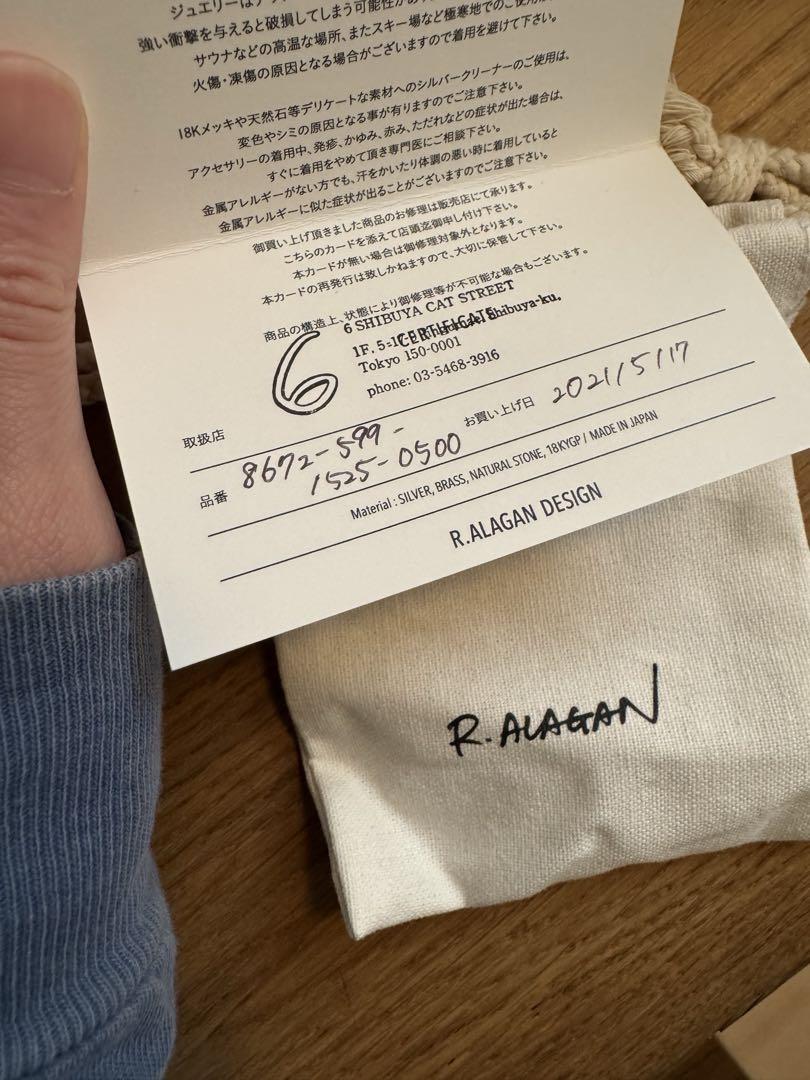 ジュエリーは
強い衝撃を与えると破損してしまう可能性が
サウナなどの高温な場所、またスキー場など極寒地でのご使用は、
火傷・凍傷の原因となる場合がございますので着用を避けて下さい。
18Kメッキや天然石等デリケートな素材へのシルバークリーナーのご使用は、
変色やシミの原因となる事が有りますのでご注意下さい。
アクセサリーの着用中、発疹、かゆみ、赤み、ただれなどの症状が出た場合は、
すぐに着用をやめて頂き専門医にご相談下さい。
金属アレルギーがない方でも、汗をかいたり体調の悪い時に着用していると
金属アレルギーに似た症状が出ることがございますのでご注意下さい。
御買い上げ頂きました商品のお修理は販売店にて承ります。
こちらのカードを添えて店頭迄御申し付け下さい。
本カードが無い場合は御修理対象外となります。
本カードの再発行は致しかねますので、大切に保管して下さい。
商品の構造上、状態により御修理等が不可能な場合もございます。
CERTIFICATE
6
6 SHIBUYA CAT STREET
1F, 5-1 Shibuya-ku,
Tokyo 150-0001
phone: 03-5468-3916
取扱店
お買い上げ日 2021/5/17
品番 8672-599-
1525-0500
Material : SILVER, BRASS, NATURAL STONE, 18KYGP / MADE IN JAPAN
R.ALAGAN DESIGN
R.ALAGAN